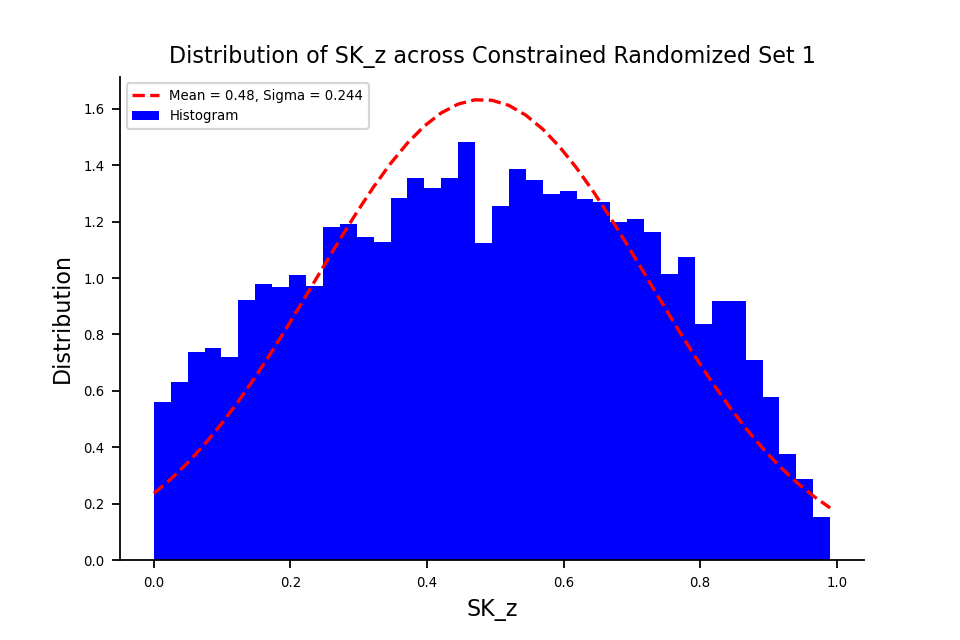 Distribution of SK_z across Constrained Randomized Set 1
Mean = 0.48, Sigma = 0.244
Histogram
Distribution
1.6
1.4
1.2
1.0
0.8
0.6
0.4
0.2
0.0
0.0 0.2 0.4 0.6 0.8 1.0
SK_z